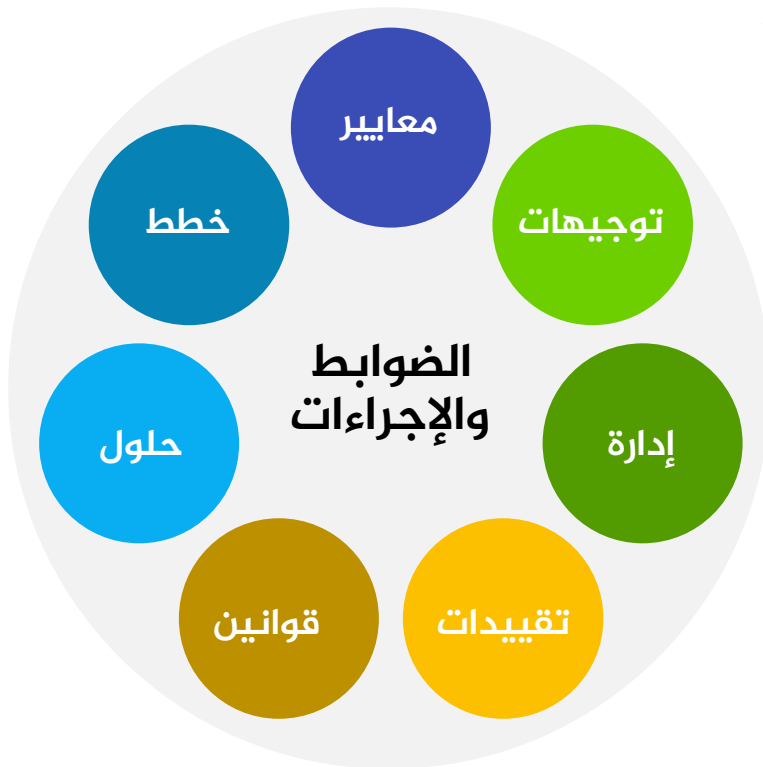 معايير
توجيهات
خطط
الضوابط
والإجراءات
إدارة
حلول
تقييدات
قوانين